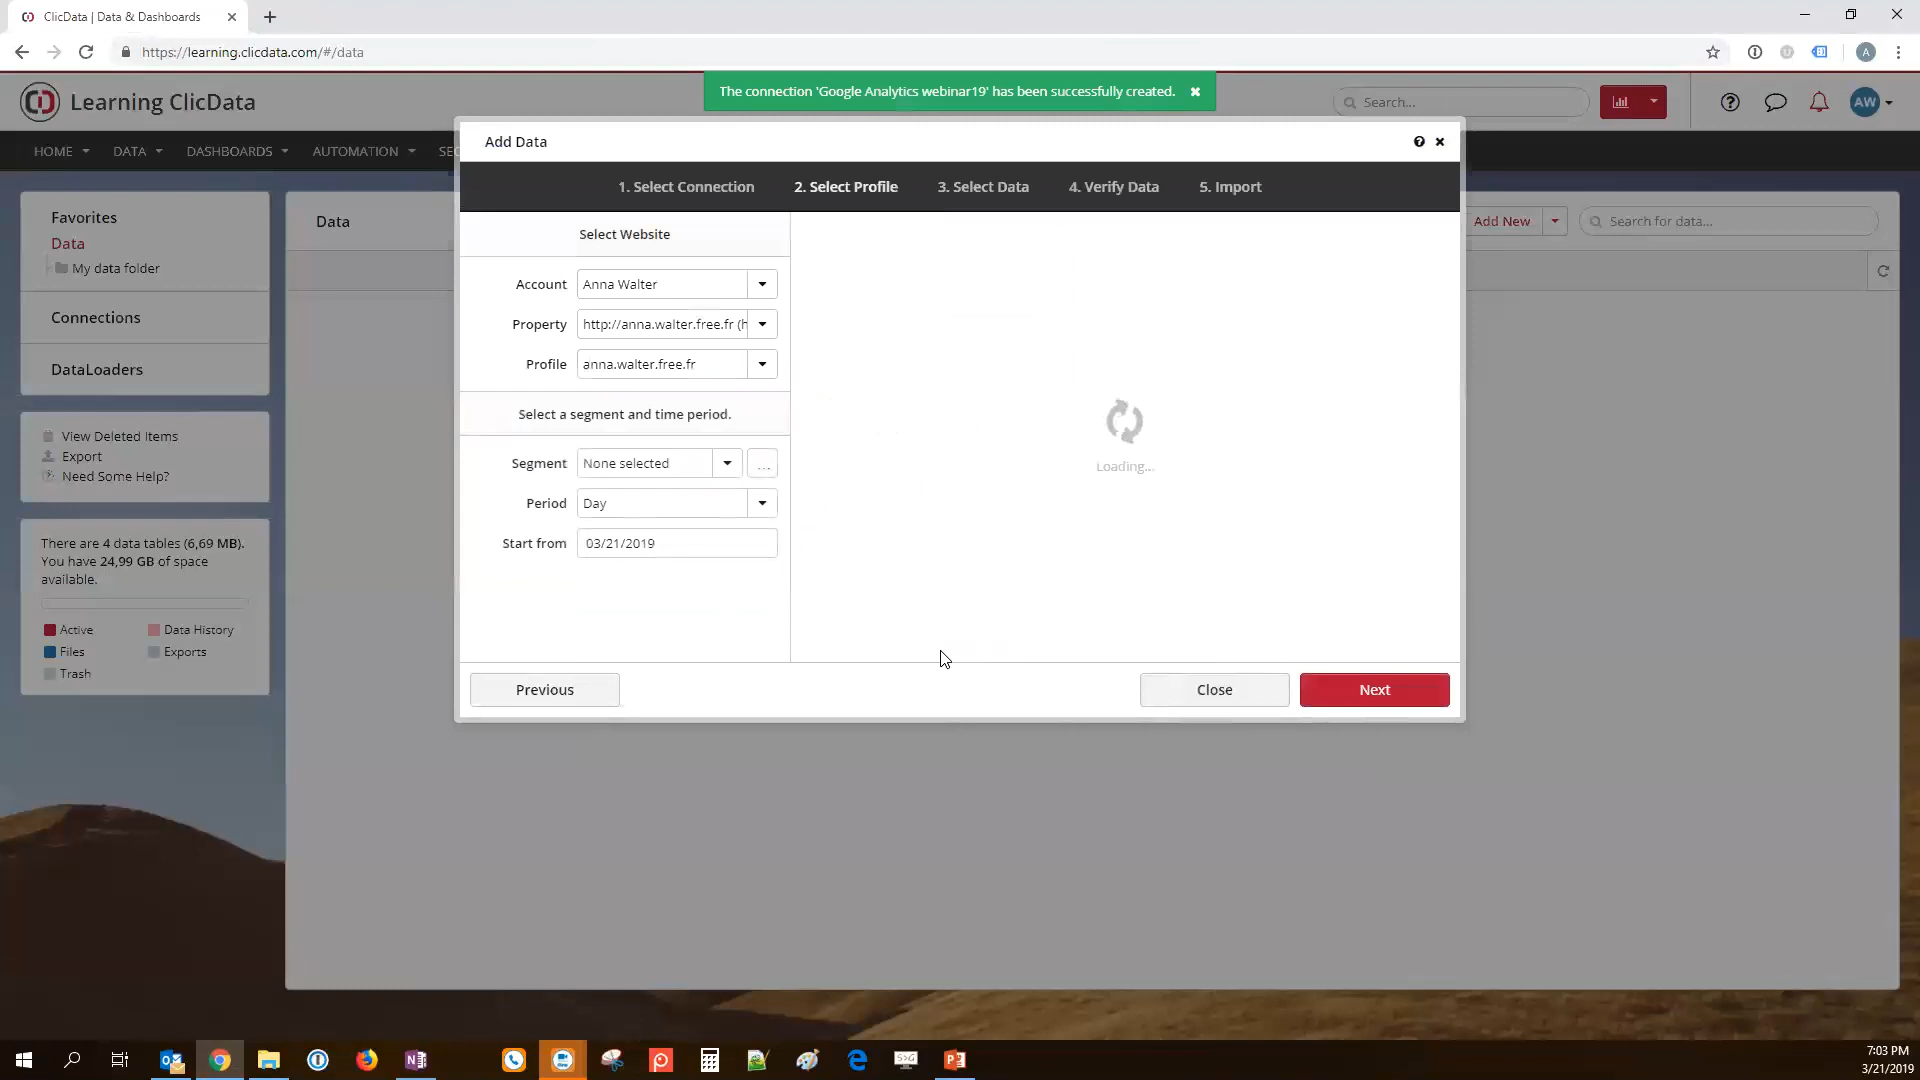 ClicData | Data & Dashboards
https://learning.clicdata.com/#/data
A
Learning ClicData
The connection 'Google Analytics webinar19' has been successfully created.
Search...
AW
HOME
DATA
DASHBOARDS
AUTOMATION
SEC
Add Data
1. Select Connection
2. Select Profile
3. Select Data
4. Verify Data
5. Import
Favorites
Data
My data folder
Connections
DataLoaders
View Deleted Items
Export
Need Some Help?
There are 4 data tables (6,69 MB).
You have 24,99 GB of space
available.
Active
Data History
Files
Exports
Trash
Data
Add New
Search for data...
Select Website
Account
Anna Walter
Property
http://anna.walter.free.fr (h
Profile
anna.walter.free.fr
Select a segment and time period.
Segment
None selected
...
Period
Day
Start from
03/21/2019
Loading...
Previous
Close
Next
7:03 PM
3/21/2019